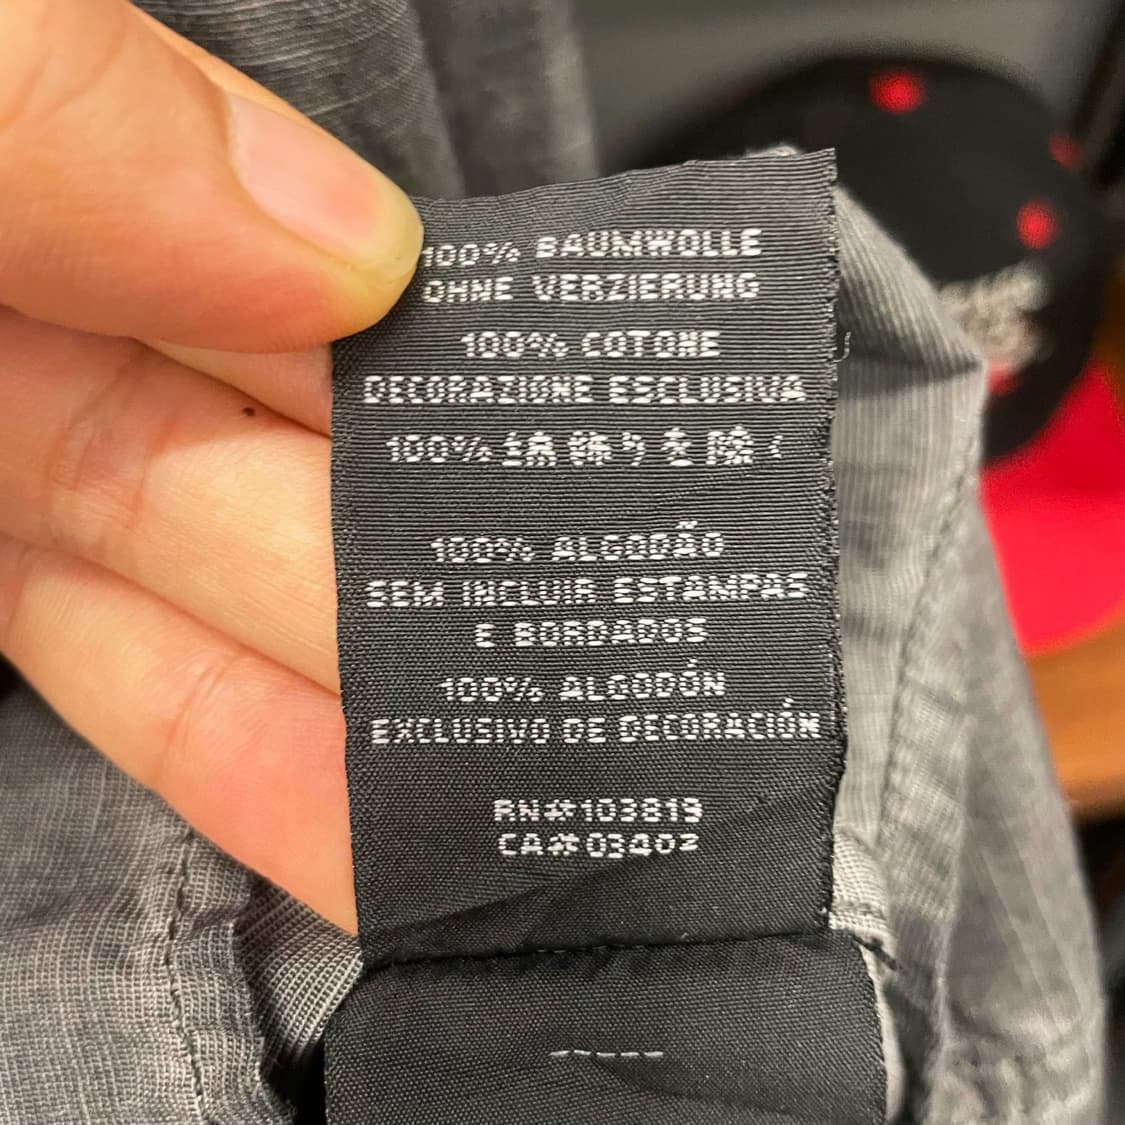 100% BAUMWOLLE
OHNE VERZIERUNG
100% COTONE
DECORAZIONE ESCLUSIVA
100% 綿 飾り を 除く
100% ALGODÃO
SEM INCLUIR ESTAMPAS
E BORDADOS
100% ALGODÓN
EXCLUSIVO DE DECORACIÓN
RN#103819
CA#03402